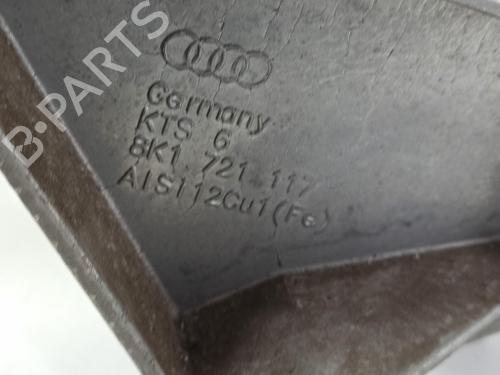 B-PARTS
Germany
KTS 6
8K1 721 117
AlSi12Cu1(Fe)